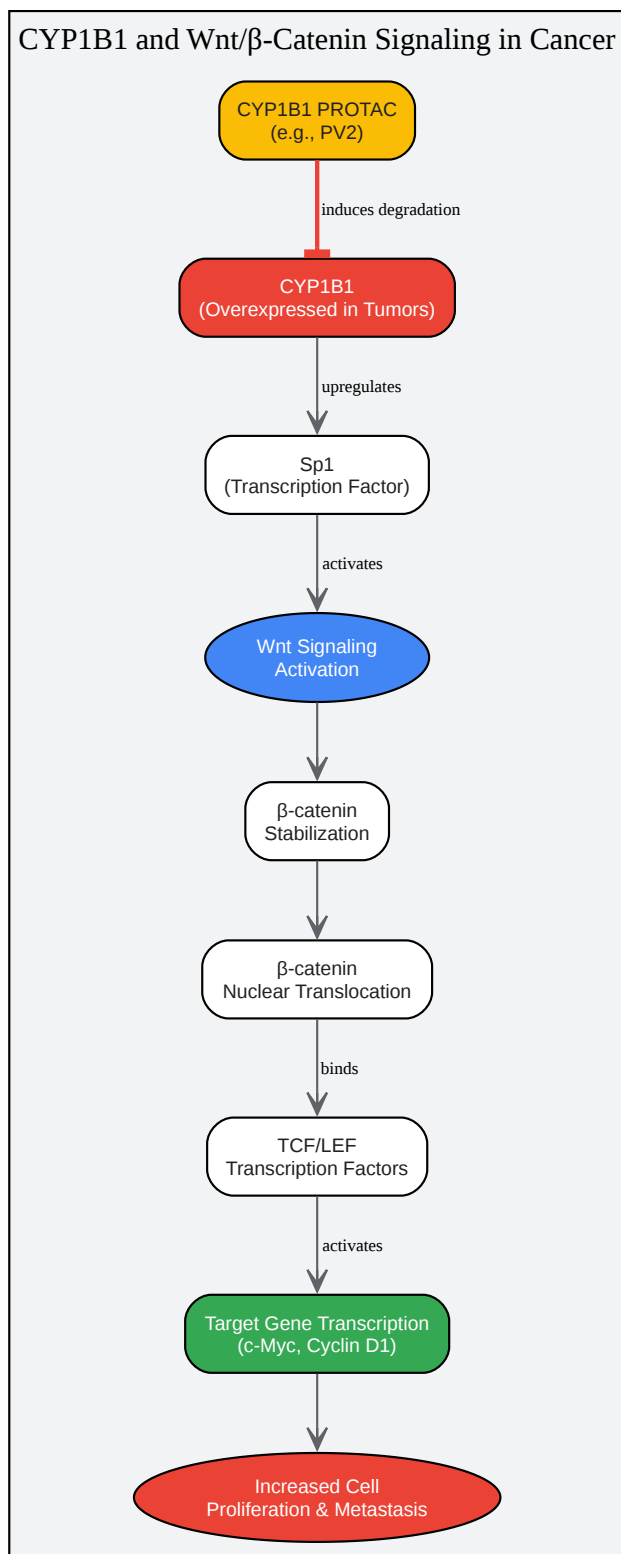 CYP1B1 and Wnt/β-Catenin Signaling in Cancer
CYP1B1 PROTAC
(e.g., PV2)
induces degradation
CYP1B1
(Overexpressed in Tumors)
upregulates
Sp1
(Transcription Factor)
activates
Wnt Signaling
Activation
β-catenin
Stabilization
β-catenin
Nuclear Translocation
binds
TCF/LEF
Transcription Factors
activates
Target Gene Transcription
(c-Myc, Cyclin D1)
Increased Cell
Proliferation & Metastasis